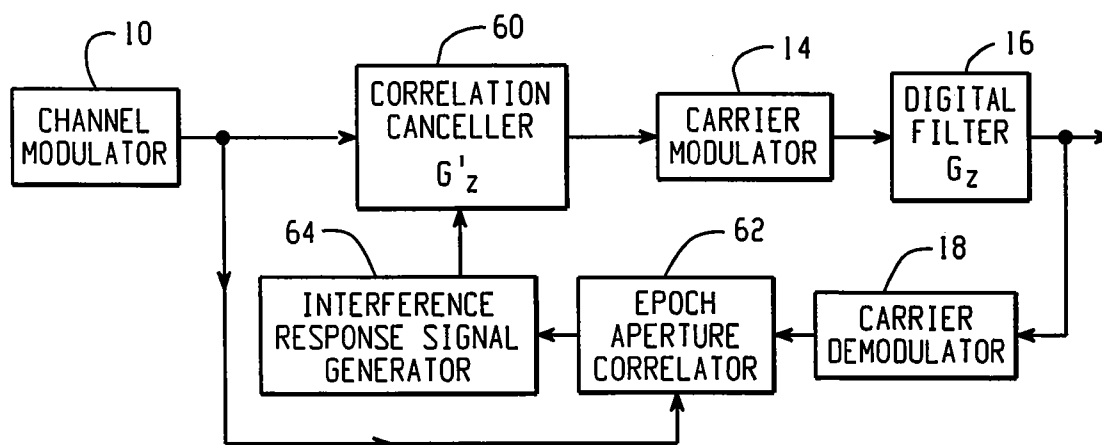 10
CHANNEL
MODULATOR
60
CORRELATION
CANCELLER
G'z
14
CARRIER
MODULATOR
16
DIGITAL
FILTER
Gz
64
INTERFERENCE
RESPONSE SIGNAL
GENERATOR
62
EPOCH
APERTURE
CORRELATOR
18
CARRIER
DEMODULATOR